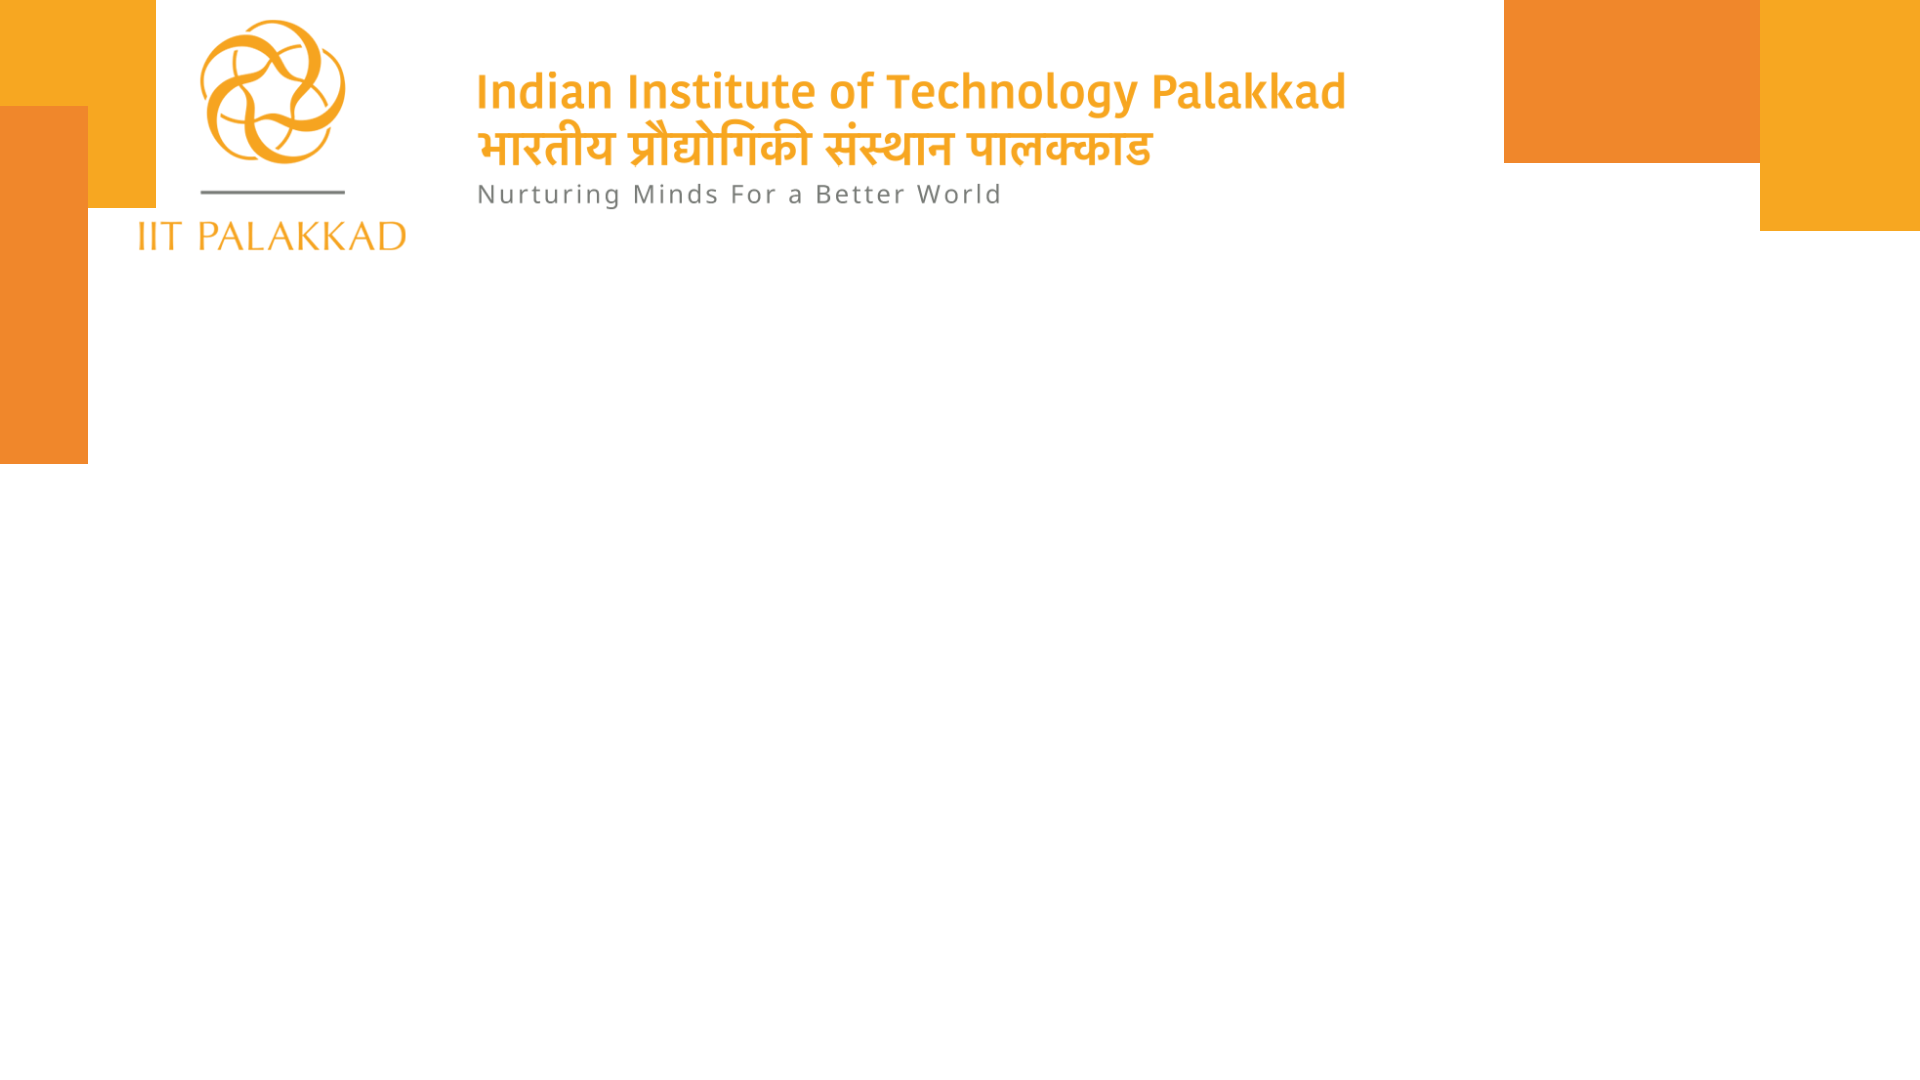 IIT PALAKKAD
Indian Institute of Technology Palakkad
भारतीय प्रौद्योगिकी संस्थान पालक्काड
Nurturing Minds For a Better World